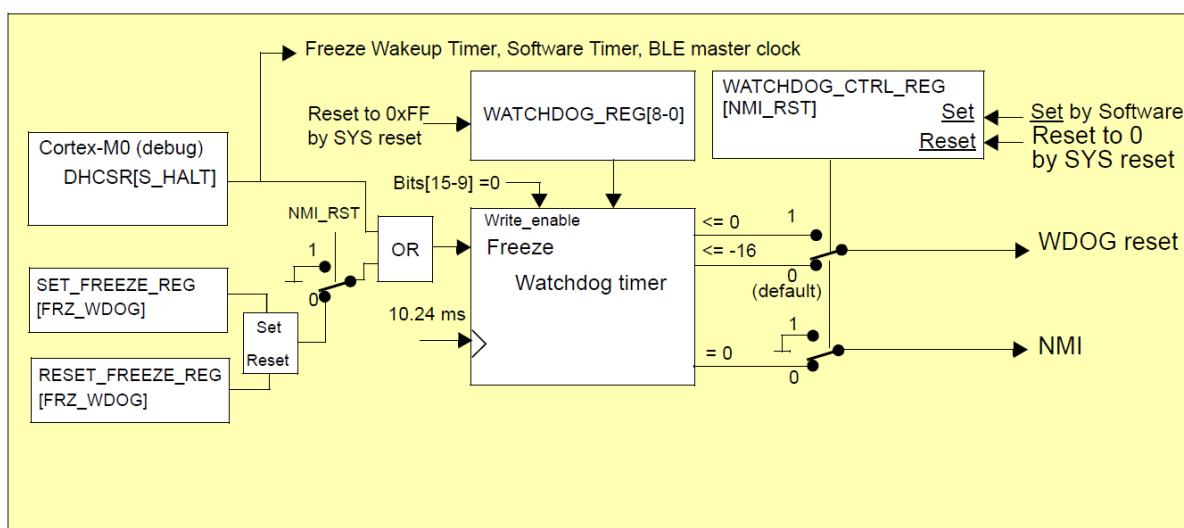 Freeze Wakeup Timer, Software Timer, BLE master clock
WATCHDOG_CTRL_REG
[NMI_RST]
Set
Reset
Set by Software
Reset to 0
by SYS reset
Reset to 0xFF
by SYS reset
WATCHDOG_REG[8-0]
Cortex-M0 (debug)
DHCSR[S_HALT]
Bits[15-9] =0
NMI_RST
1
0
OR
Write_enable
Freeze
Watchdog timer
<= 0
<= -16
1
0
(default)
WDOG reset
SET_FREEZE_REG
[FRZ_WDOG]
Set
Reset
10.24 ms
RESET_FREEZE_REG
[FRZ_WDOG]
= 0
1
0
NMI